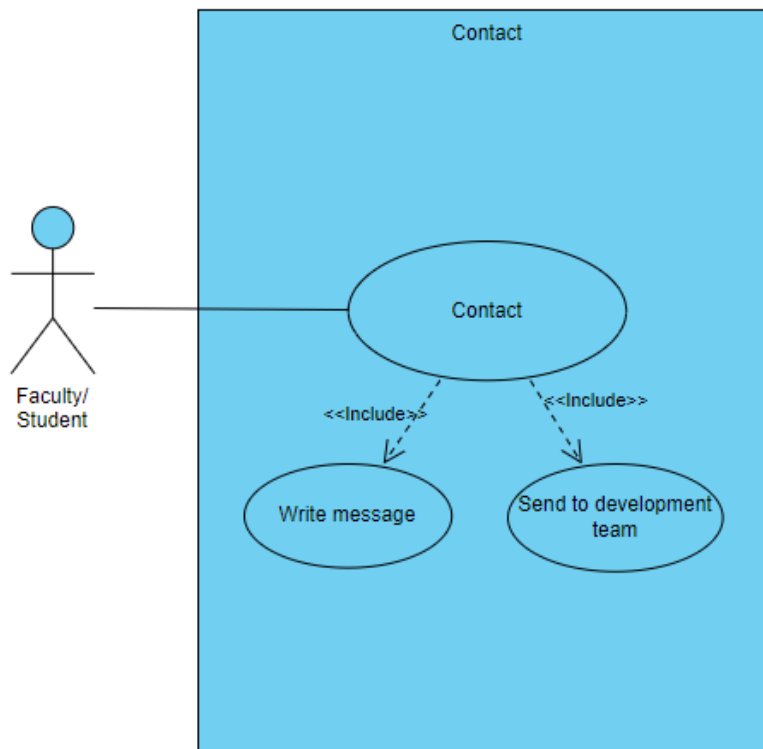 Contact
Contact
Faculty/
Student
<<Include>>
<<Include>>
Write message
Send to development
team